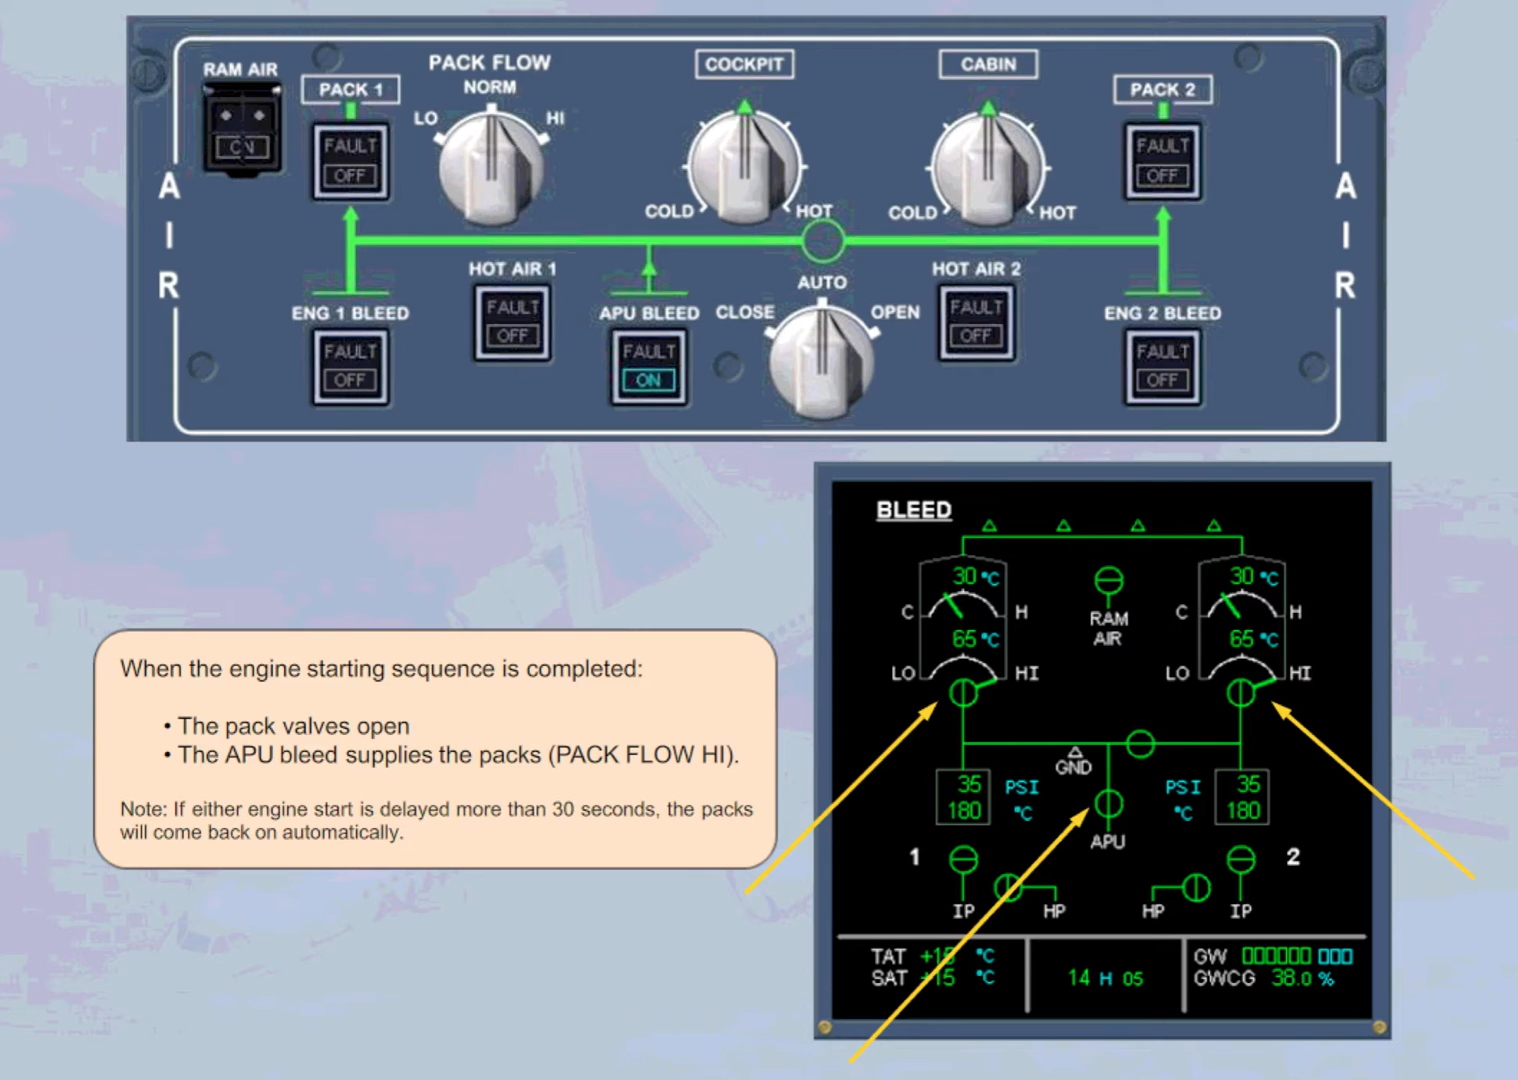 RAM AIR
ON
PACK 1
FAULT
OFF
PACK FLOW
NORM
LO
HI
COCKPIT
COLD
HOT
CABIN
COLD
HOT
PACK 2
FAULT
OFF
A
I
R
A
I
R
ENG 1 BLEED
FAULT
OFF
HOT AIR 1
FAULT
OFF
APU BLEED
FAULT
ON
AUTO
CLOSE
OPEN
HOT AIR 2
FAULT
OFF
ENG 2 BLEED
FAULT
OFF
When the engine starting sequence is completed:
• The pack valves open
• The APU bleed supplies the packs (PACK FLOW HI).
Note: If either engine start is delayed more than 30 seconds, the packs
will come back on automatically.
BLEED
30 °C
30 °C
C
H
RAM
AIR
C
H
65 °C
65 °C
LO
HI
LO
HI
GND
35 PSI
PSI 35
180 °C
°C 180
APU
1
2
IP
HP
HP
IP
TAT +15 °C
SAT +15 °C
14 H 05
GW
GWCG 38.0 %